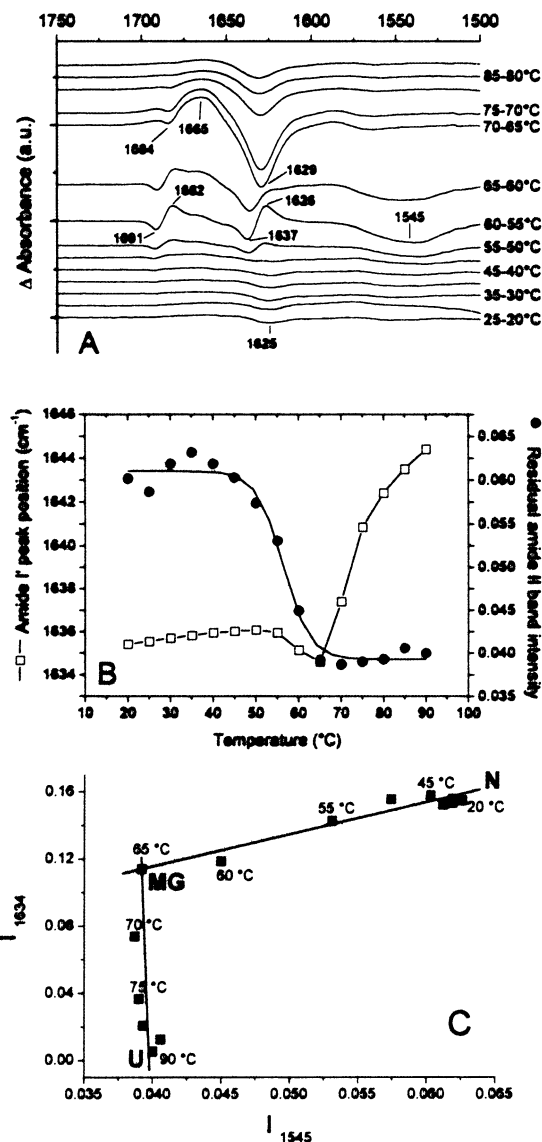 1750 1700 1650 1600 1550 1500
Δ Absorbance (a.u.)
85-80°C
75-70°C
70-65°C
65-60°C
60-55°C
55-50°C
45-40°C
35-30°C
25-20°C
1684
1665
1629
1682
1636
1545
1691
1637
1625
A
Amide I' peak position (cm⁻¹)
1646
1644
1642
1640
1638
1636
1634
Residual amide II band intensity
0.065
0.060
0.055
0.050
0.045
0.040
0.035
B
10 20 30 40 50 60 70 80 90 100
Temperature (°C)
I 1634
0.16
0.12
0.08
0.04
0.00
N
45 °C
20 °C
55 °C
65 °C
60 °C
MG
70 °C
75 °C
U
90 °C
C
0.035 0.040 0.045 0.050 0.055 0.060 0.065
I 1545